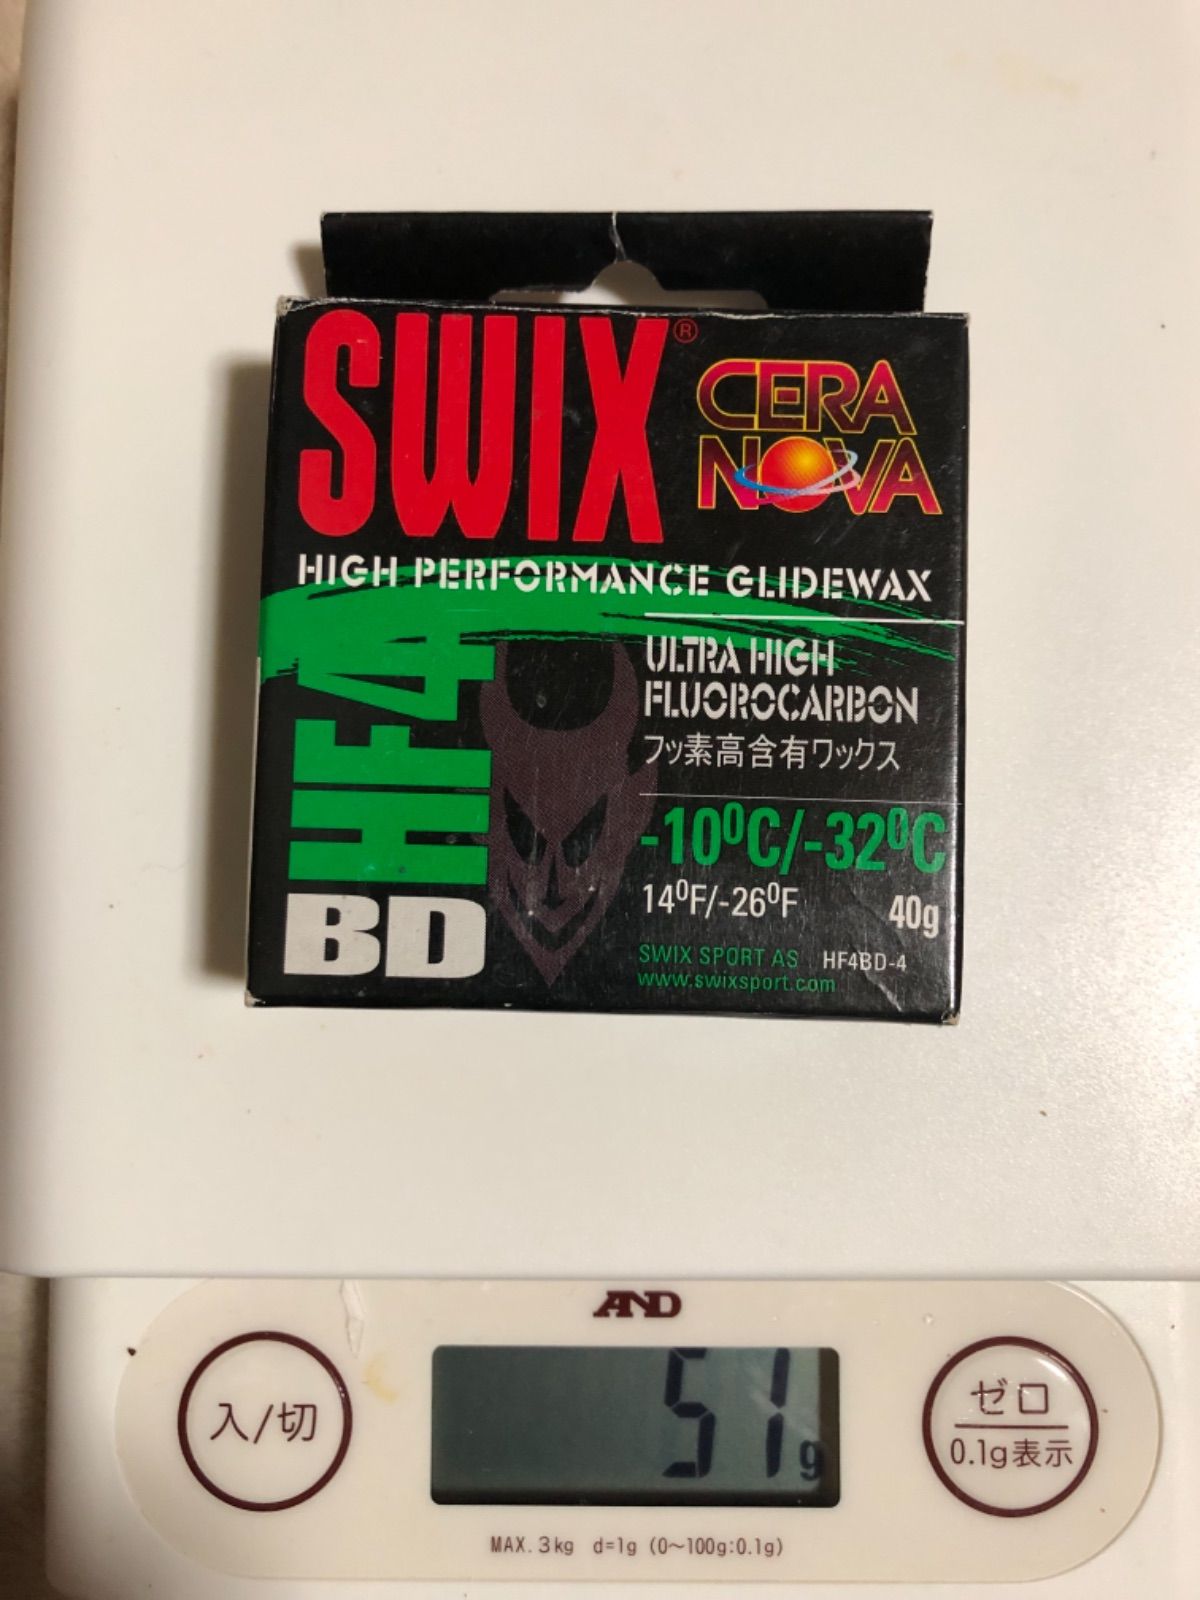 SWIX®
CERA
NOVA
HIGH PERFORMANCE GLIDEWAX
HF4
BD
ULTRA HIGH
FLUOROCARBON
フッ素高含有ワックス
-10⁰C/-32⁰C
14⁰F/-26⁰F
40g
SWIX SPORT AS HF4BD-4
www.swixsport.com
AND
入/切
51g
ゼロ
0.1g表示
MAX. 3kg d=1g (0～100g:0.1g)